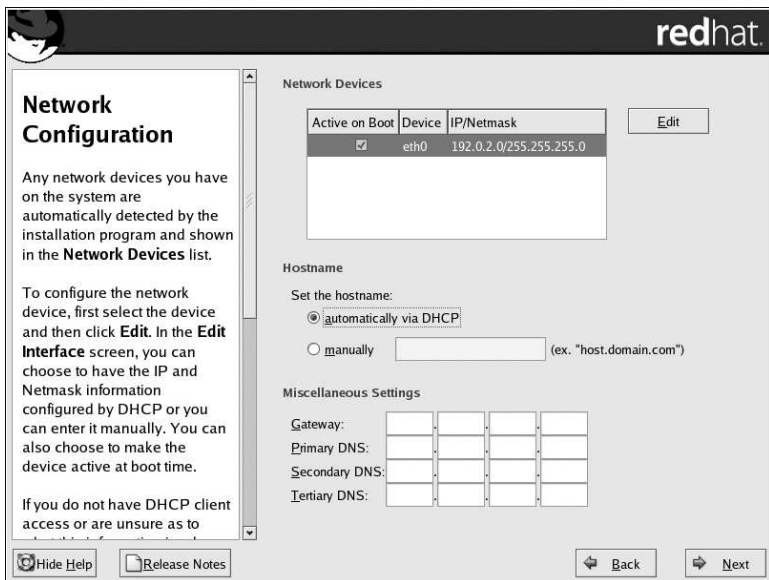 redhat.
Network
Configuration
Any network devices you have
on the system are
automatically detected by the
installation program and shown
in the Network Devices list.
To configure the network
device, first select the device
and then click Edit. In the Edit
Interface screen, you can
choose to have the IP and
Netmask information
configured by DHCP or you
can enter it manually. You can
also choose to make the
device active at boot time.
If you do not have DHCP client
access or are unsure as to
Network Devices
Active on Boot Device IP/Netmask
eth0 192.0.2.0/255.255.255.0
Edit
Hostname
Set the hostname:
automatically via DHCP
manually (ex. "host.domain.com")
Miscellaneous Settings
Gateway:
Primary DNS:
Secondary DNS:
Tertiary DNS:
Hide Help
Release Notes
Back
Next